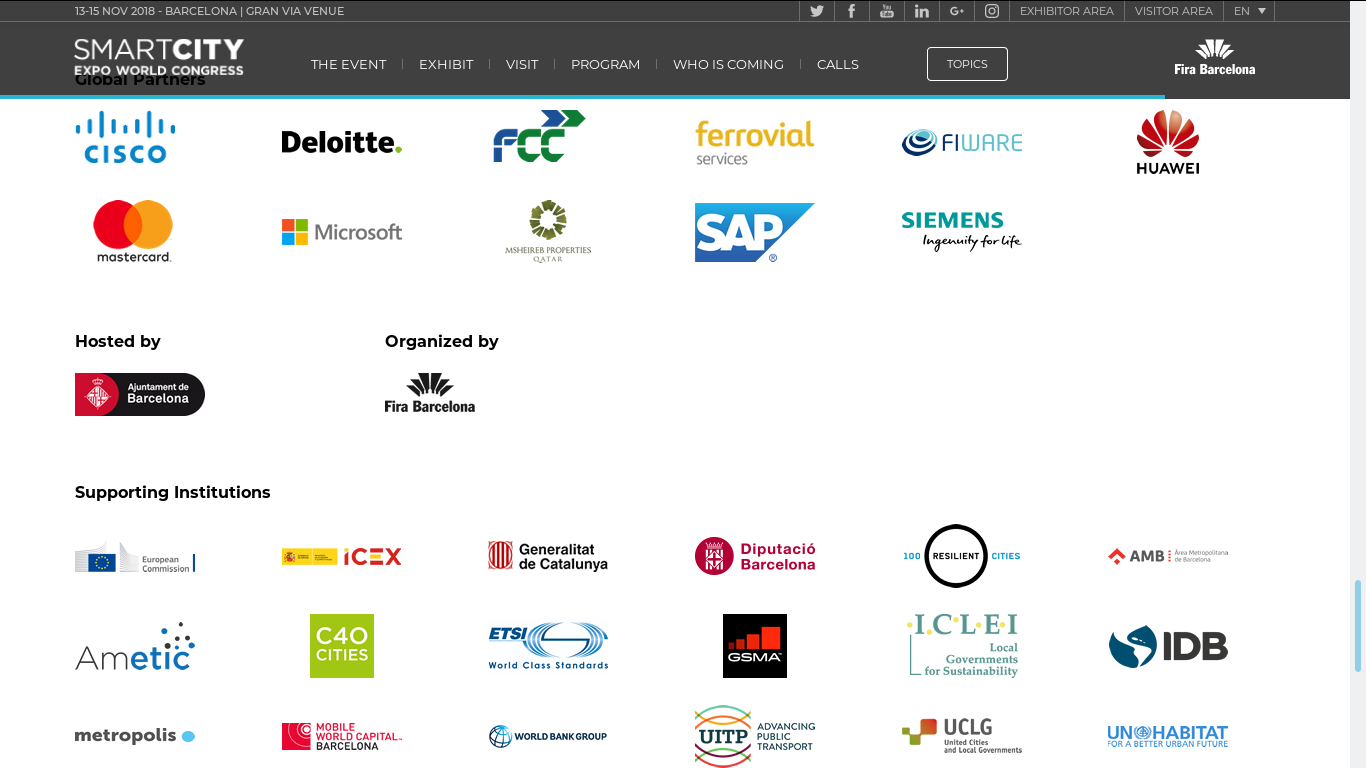 13-15 NOV 2018 - BARCELONA | GRAN VIA VENUE
EXHIBITOR AREA
VISITOR AREA
EN
SMARTCITY
EXPO WORLD CONGRESS
THE EVENT
EXHIBIT
VISIT
PROGRAM
WHO IS COMING
CALLS
TOPICS
Fira Barcelona
Global Partners
CISCO
Deloitte.
FCC
ferrovial
services
FIWARE
HUAWEI
mastercard.
Microsoft
MSHEIREB PROPERTIES
QATAR
SAP
SIEMENS
Ingenuity for life
Hosted by
Organized by
Ajuntament de
Barcelona
Fira Barcelona
Supporting Institutions
European
Commission
ICEX
Generalitat
de Catalunya
Diputació
Barcelona
100 RESILIENT CITIES
AMB
Àrea Metropolitana
de Barcelona
Ametic
C40
CITIES
ETSI
World Class Standards
GSMA
I.C.L.E.I
Local
Governments
for Sustainability
IDB
metropolis
MOBILE
WORLD CAPITAL
BARCELONA
WORLD BANK GROUP
UITP
ADVANCING
PUBLIC
TRANSPORT
UCLG
United Cities
and Local Governments
UN HABITAT
FOR A BETTER URBAN FUTURE